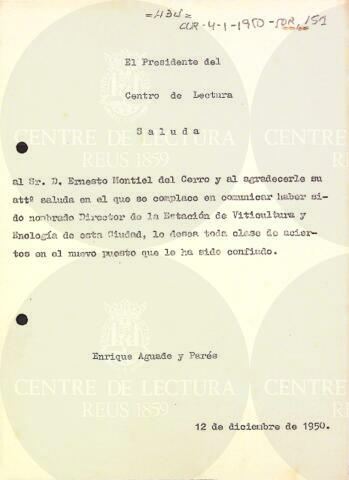 =434=
CUR-4-1-1950-SOR, 151
El Presidente del
Centro de Lectura
Saluda
al Sr. D. Ernesto Montiel del Cerro y al agradecerle su
attº saluda en el que se complace en comunicar haber si-
do nombrado Director de la Estación de Viticultura y
Enología de esta Ciudad, lo desea toda clase de acier-
tos en el nuevo puesto que le ha sido confiado.
Enrique Aguade y Parés
12 de diciembre de 1950.
CENTRE DE LECTURA
REUS 1859
CENTRE DE LECTURA
REUS 1859